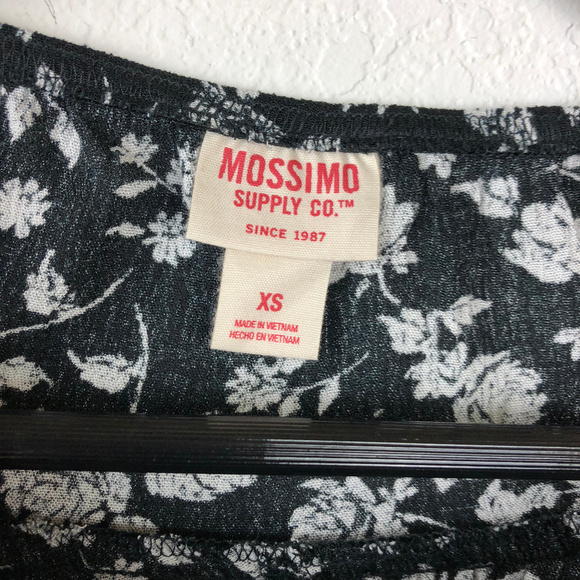 MOSSIMO
SUPPLY CO.™
SINCE 1987
XS
MADE IN VIETNAM
HECHO EN VIETNAM